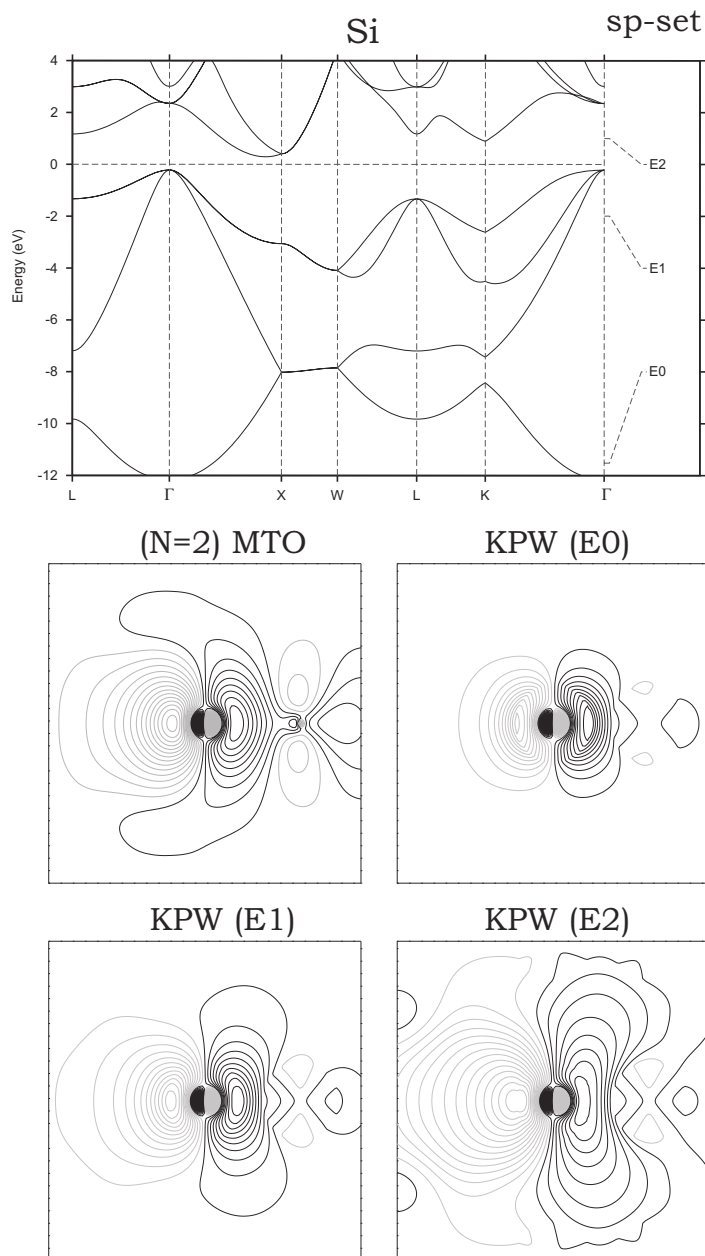 Si
sp-set
4
2
0
-2
-4
-6
-8
-10
-12
Energy (eV)
E2
E1
E0
L Γ X W L K Γ
(N=2) MTO KPW (E0)
KPW (E1) KPW (E2)